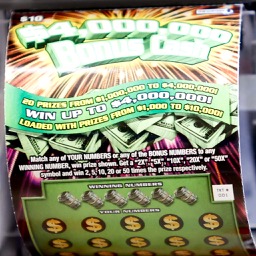 $10
$4,000,000
Bonus Cash
20 PRIZES FROM $1,000,000 TO $4,000,000!
WIN UP TO $4,000,000!
LOADED WITH PRIZES FROM $1,000 TO $10,000!
Match any of YOUR NUMBERS or any of the BONUS NUMBERS to any
WINNING NUMBER, win prize shown. Get a "2X", "5X", "10X", "20X" or "50X"
symbol and win 2, 5, 10, 20 or 50 times the prize respectively.
WINNING NUMBERS
TKT #
001
YOUR NUMBERS
$ $ $ $ $